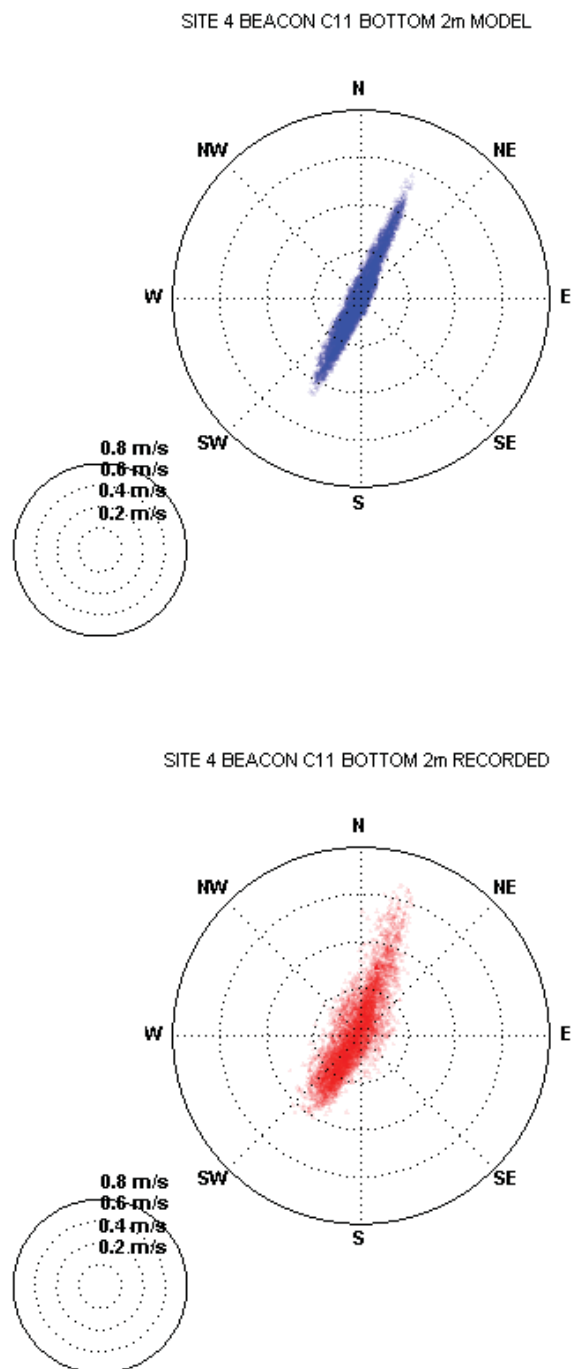 SITE 4 BEACON C11 BOTTOM 2m MODEL
N
NW NE
W E
SW SE
S
0.8 m/s
0.6 m/s
0.4 m/s
0.2 m/s
SITE 4 BEACON C11 BOTTOM 2m RECORDED
N
NW NE
W E
SW SE
S
0.8 m/s
0.6 m/s
0.4 m/s
0.2 m/s